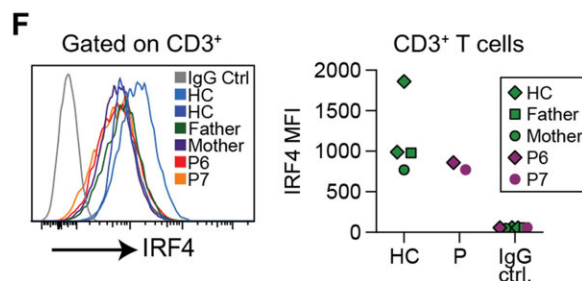 F
Gated on CD3⁺
IgG Ctrl
HC
HC
Father
Mother
P6
P7
IRF4
CD3⁺ T cells
IRF4 MFI
2000
1500
1000
500
0
HC
P
IgG
ctrl.
HC
Father
Mother
P6
P7